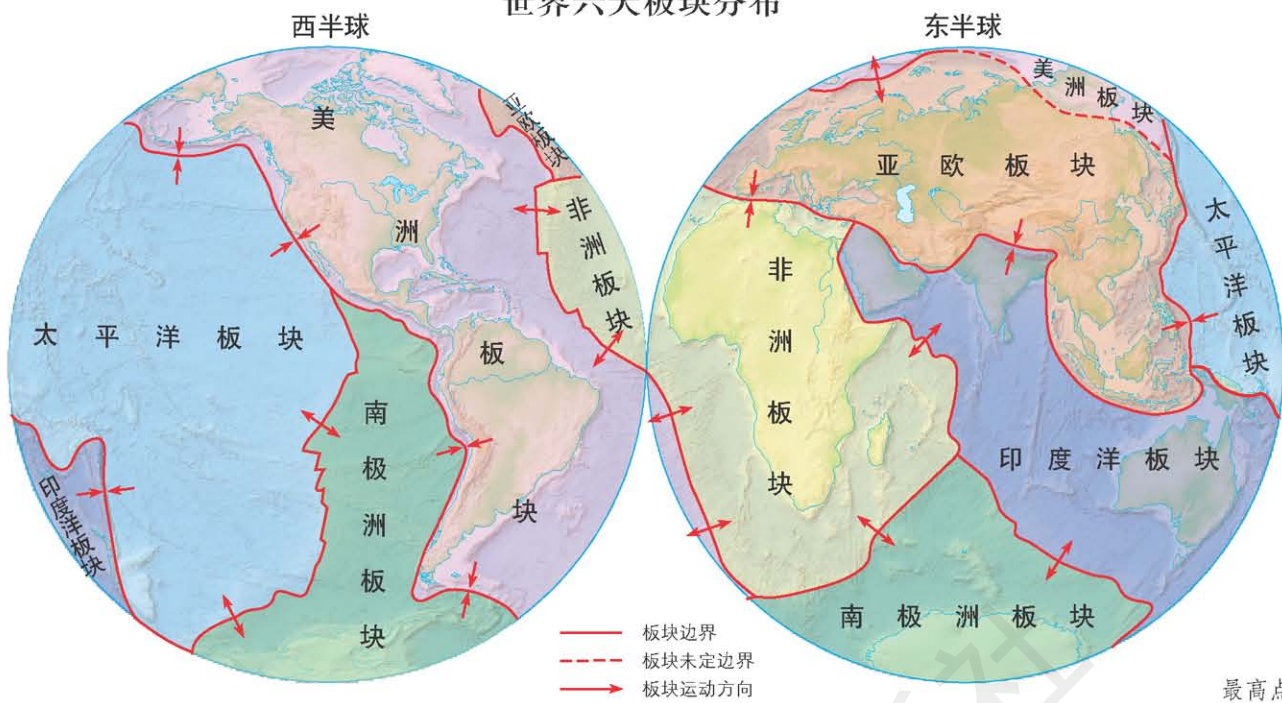 世界六大板块分布
西半球
东半球
美洲板块
亚欧板块
非洲板块
太平洋板块
南极洲板块
印度洋板块
美洲板块
亚欧板块
太平洋板块
非洲板块
印度洋板块
南极洲板块
板块边界
板块未定边界
板块运动方向
最高点